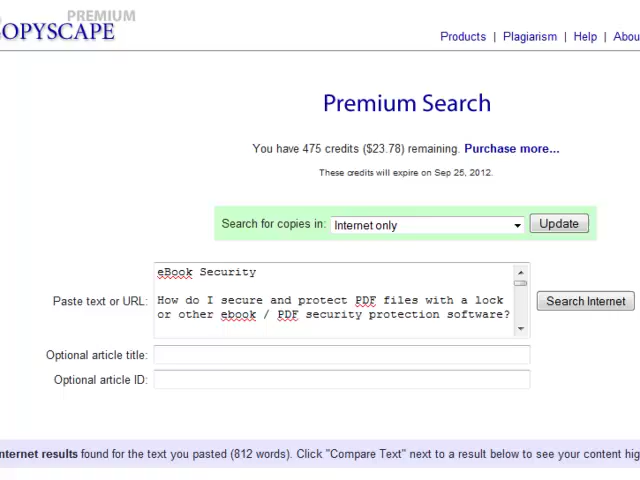 PREMIUM
OPYSCAPE
Products | Plagiarism | Help | Abou
Premium Search
You have 475 credits ($23.78) remaining. Purchase more...
These credits will expire on Sep 25, 2012.
Search for copies in: Internet only Update
eBook Security
How do I secure and protect PDF files with a lock
Paste text or URL: Search Internet
or other ebook / PDF security protection software?
Optional article title:
Optional article ID:
nternet results found for the text you pasted (812 words). Click "Compare Text" next to a result below to see your content hig